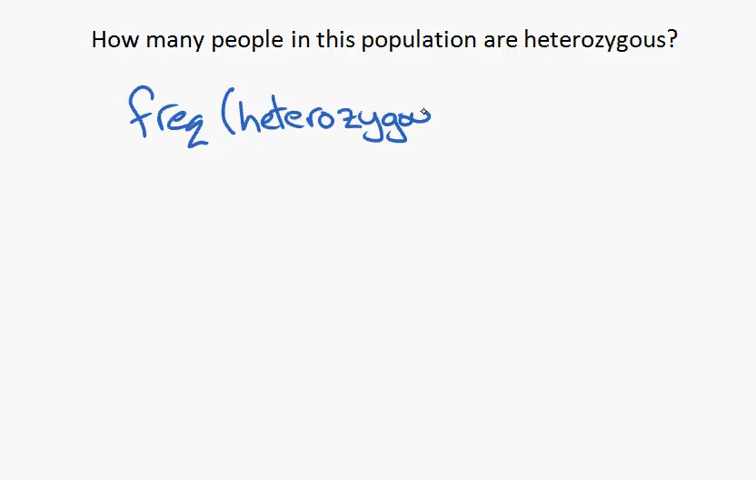 How many people in this population are heterozygous?
freq (heterozygou